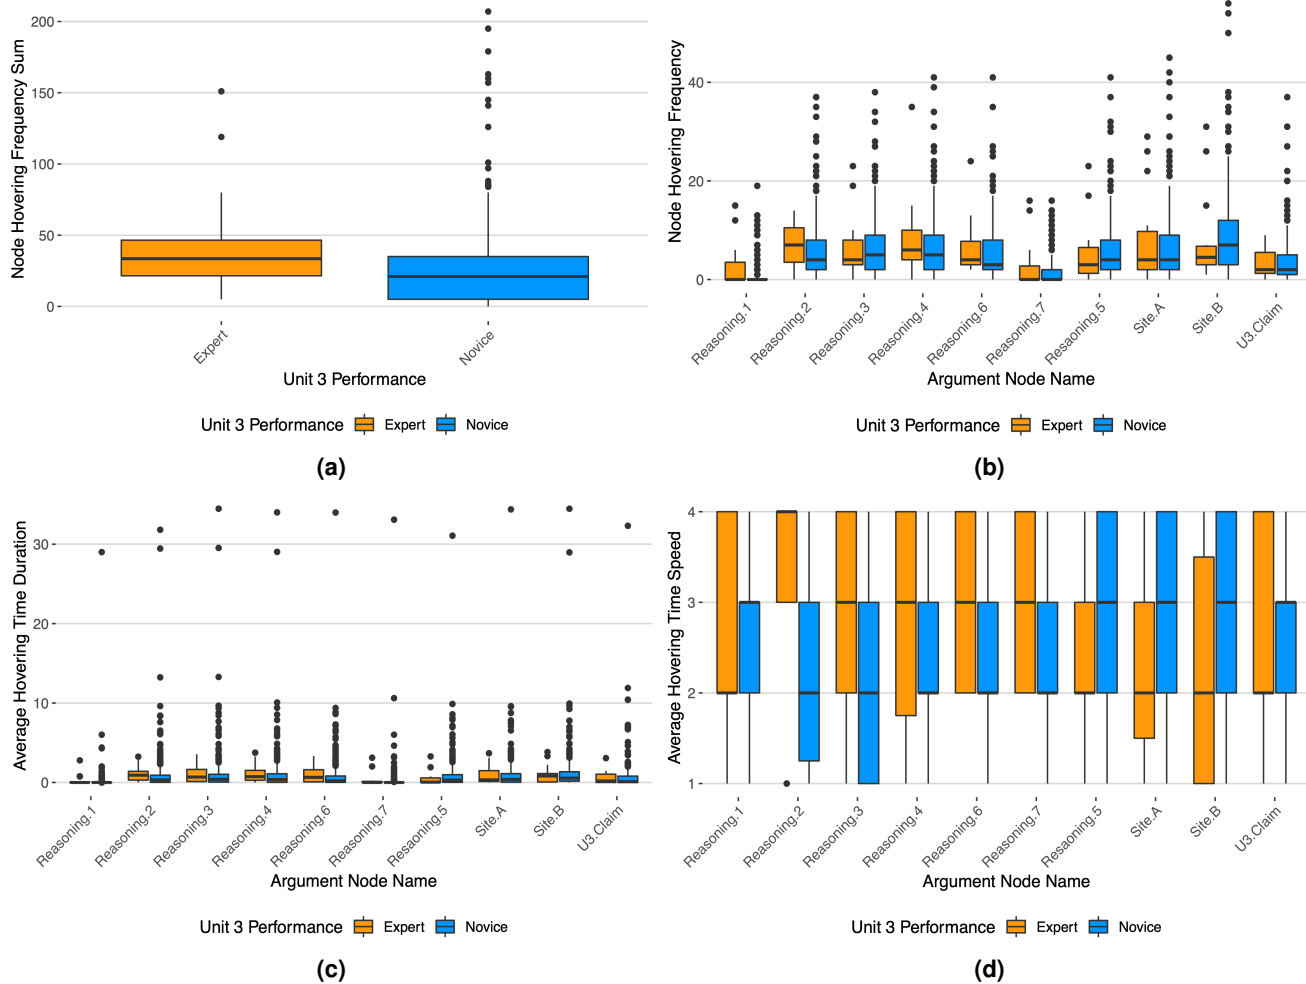 Node Hovering Frequency Sum
200
150
100
50
0
Expert
Novice
Unit 3 Performance
Unit 3 Performance Expert Novice
(a)
Node Hovering Frequency
40
20
0
Reasoning.1
Reasoning.2
Reasoning.3
Reasoning.4
Reasoning.6
Reasoning.7
Resaoning.5
Site.A
Site.B
U3.Claim
Argument Node Name
Unit 3 Performance Expert Novice
(b)
Average Hovering Time Duration
30
20
10
0
Reasoning.1
Reasoning.2
Reasoning.3
Reasoning.4
Reasoning.6
Reasoning.7
Resaoning.5
Site.A
Site.B
U3.Claim
Argument Node Name
Unit 3 Performance Expert Novice
(c)
Average Hovering Time Speed
4
3
2
1
Reasoning.1
Reasoning.2
Reasoning.3
Reasoning.4
Reasoning.6
Reasoning.7
Resaoning.5
Site.A
Site.B
U3.Claim
Argument Node Name
Unit 3 Performance Expert Novice
(d)